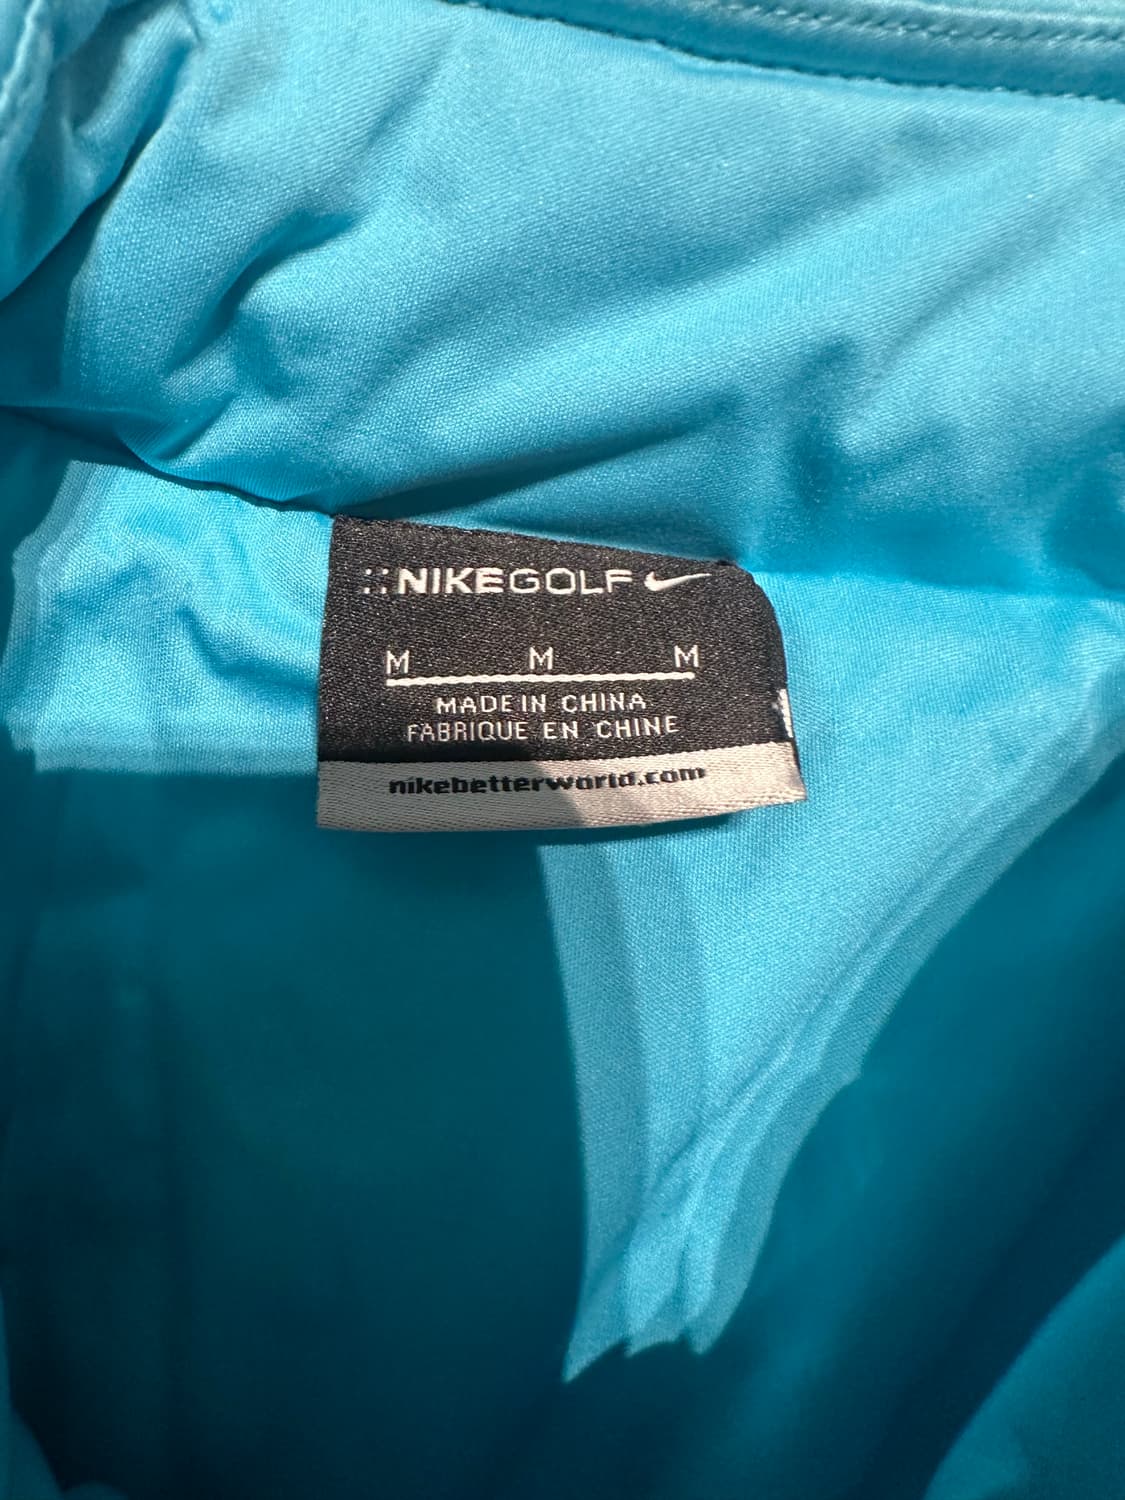 ::NIKEGOLF
M M M
MADE IN CHINA
FABRIQUE EN CHINE
nikebetterworld.com